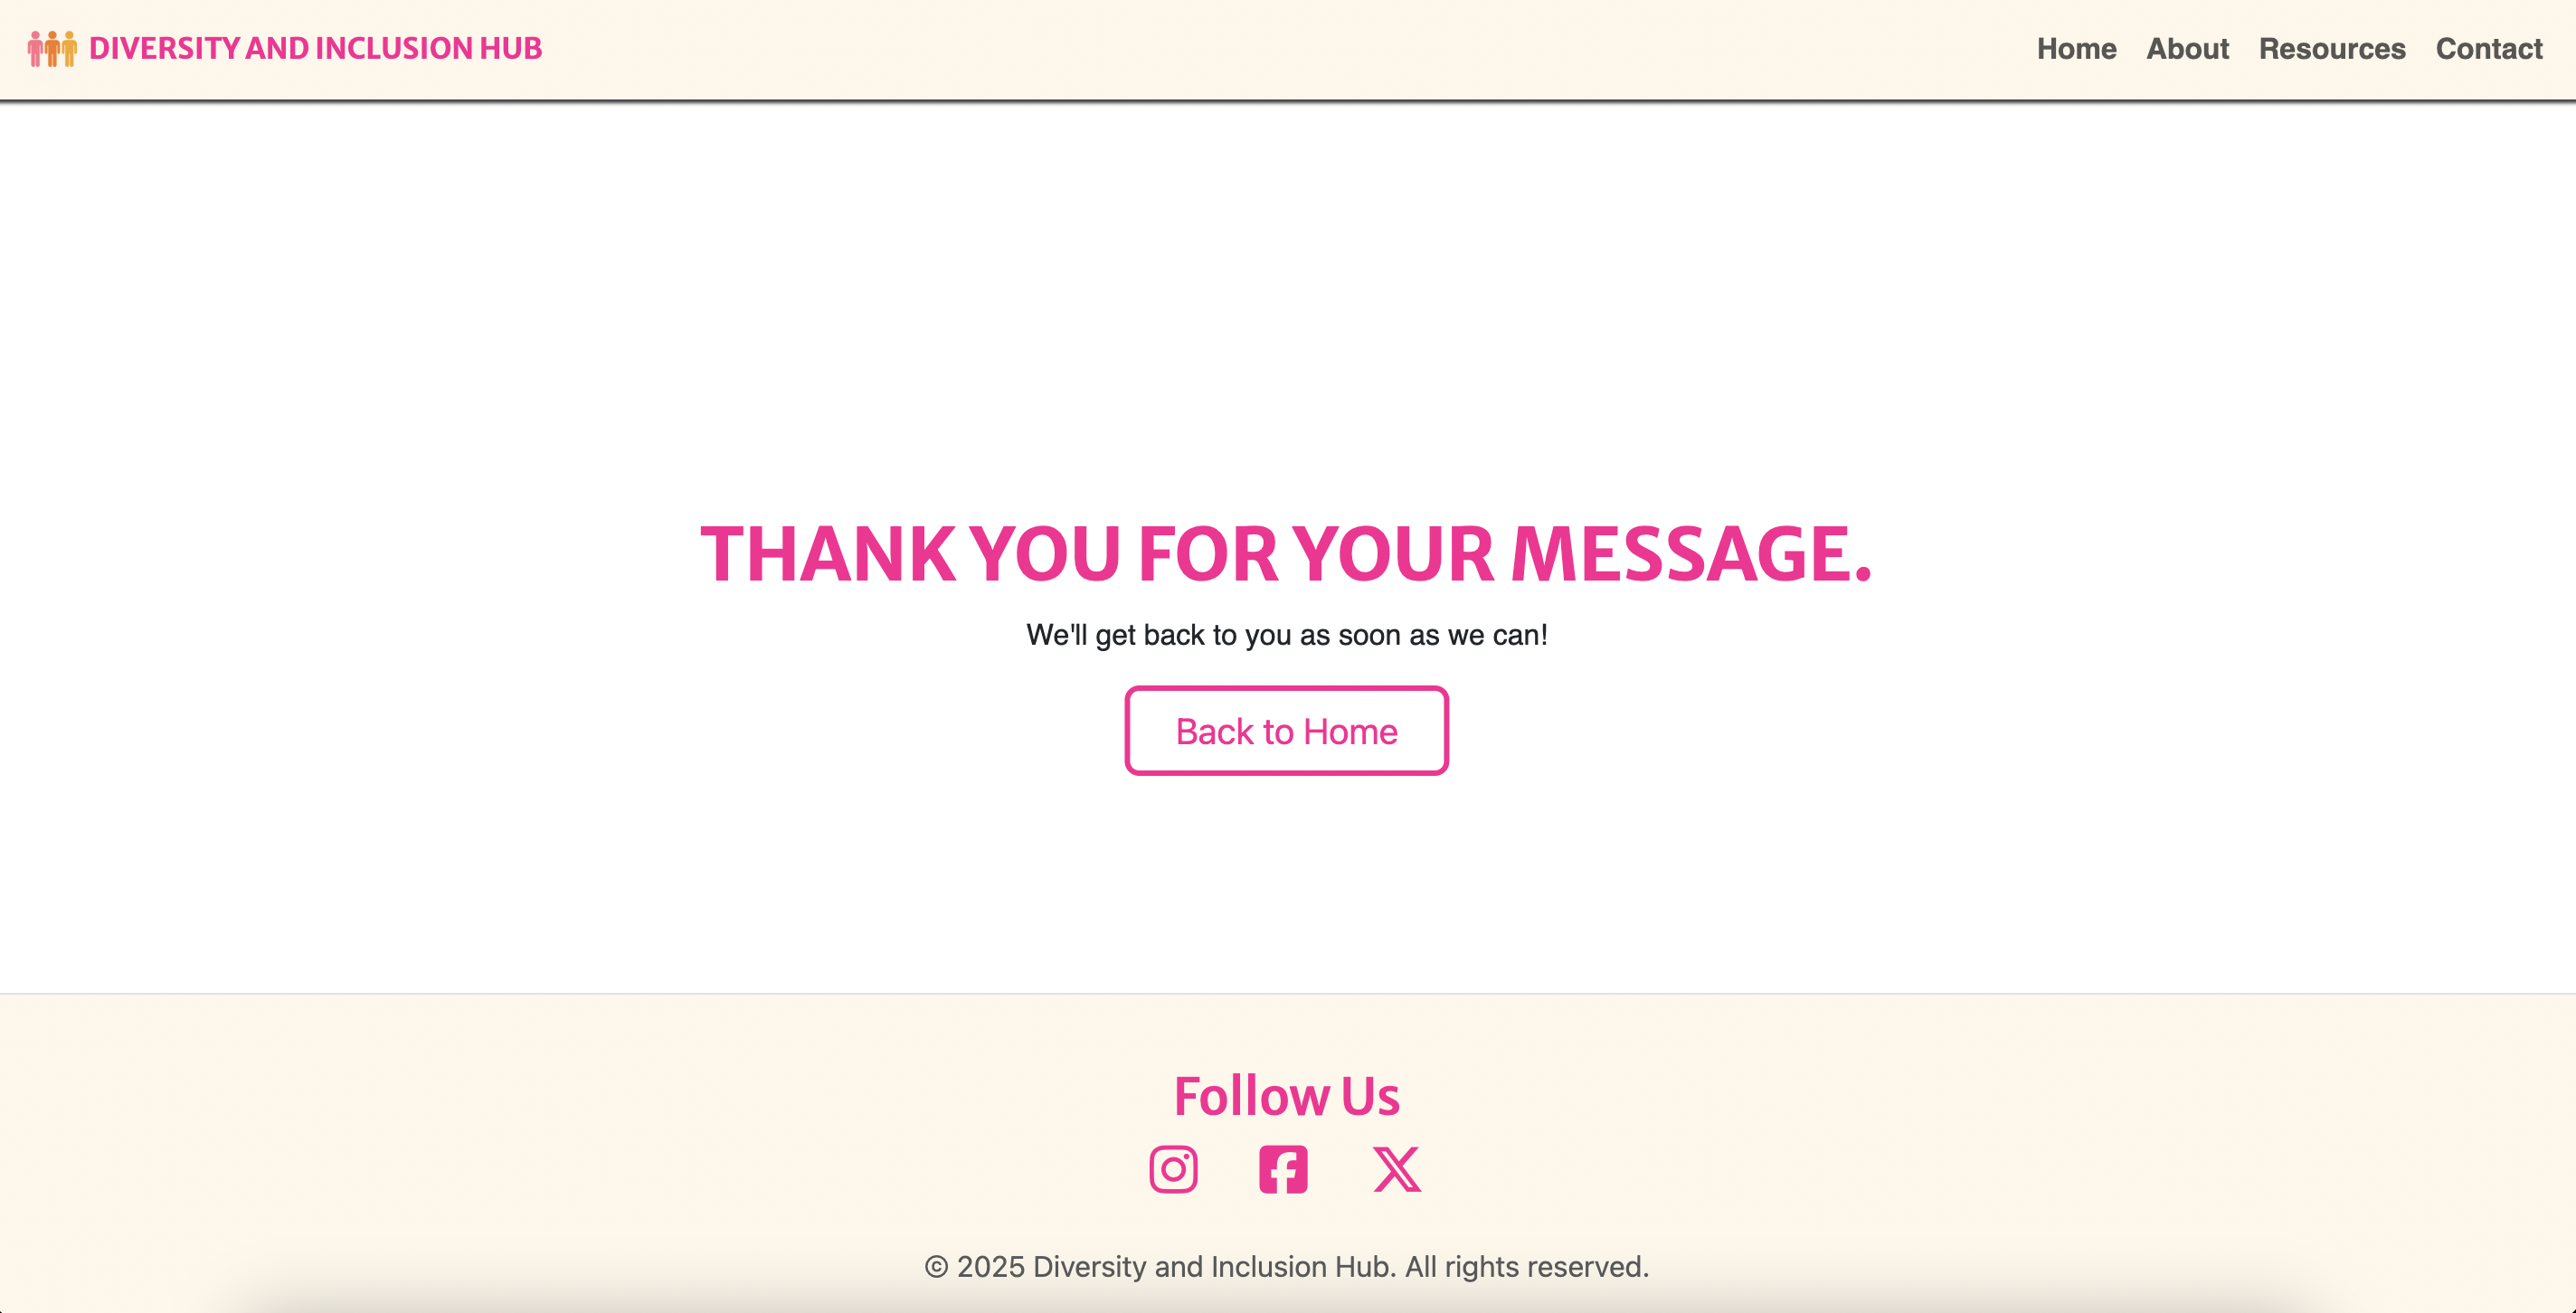 DIVERSITY AND INCLUSION HUB
Home About Resources Contact
THANK YOU FOR YOUR MESSAGE.
We'll get back to you as soon as we can!
Back to Home
Follow Us
© 2025 Diversity and Inclusion Hub. All rights reserved.